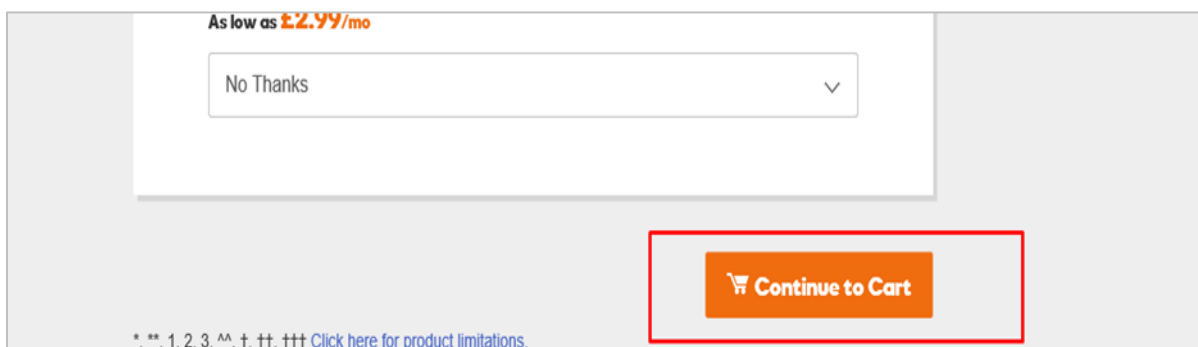 As low as £2.99/mo
No Thanks
Continue to Cart
*, **, 1, 2, 3, ^^, †, ††, ††† Click here for product limitations.